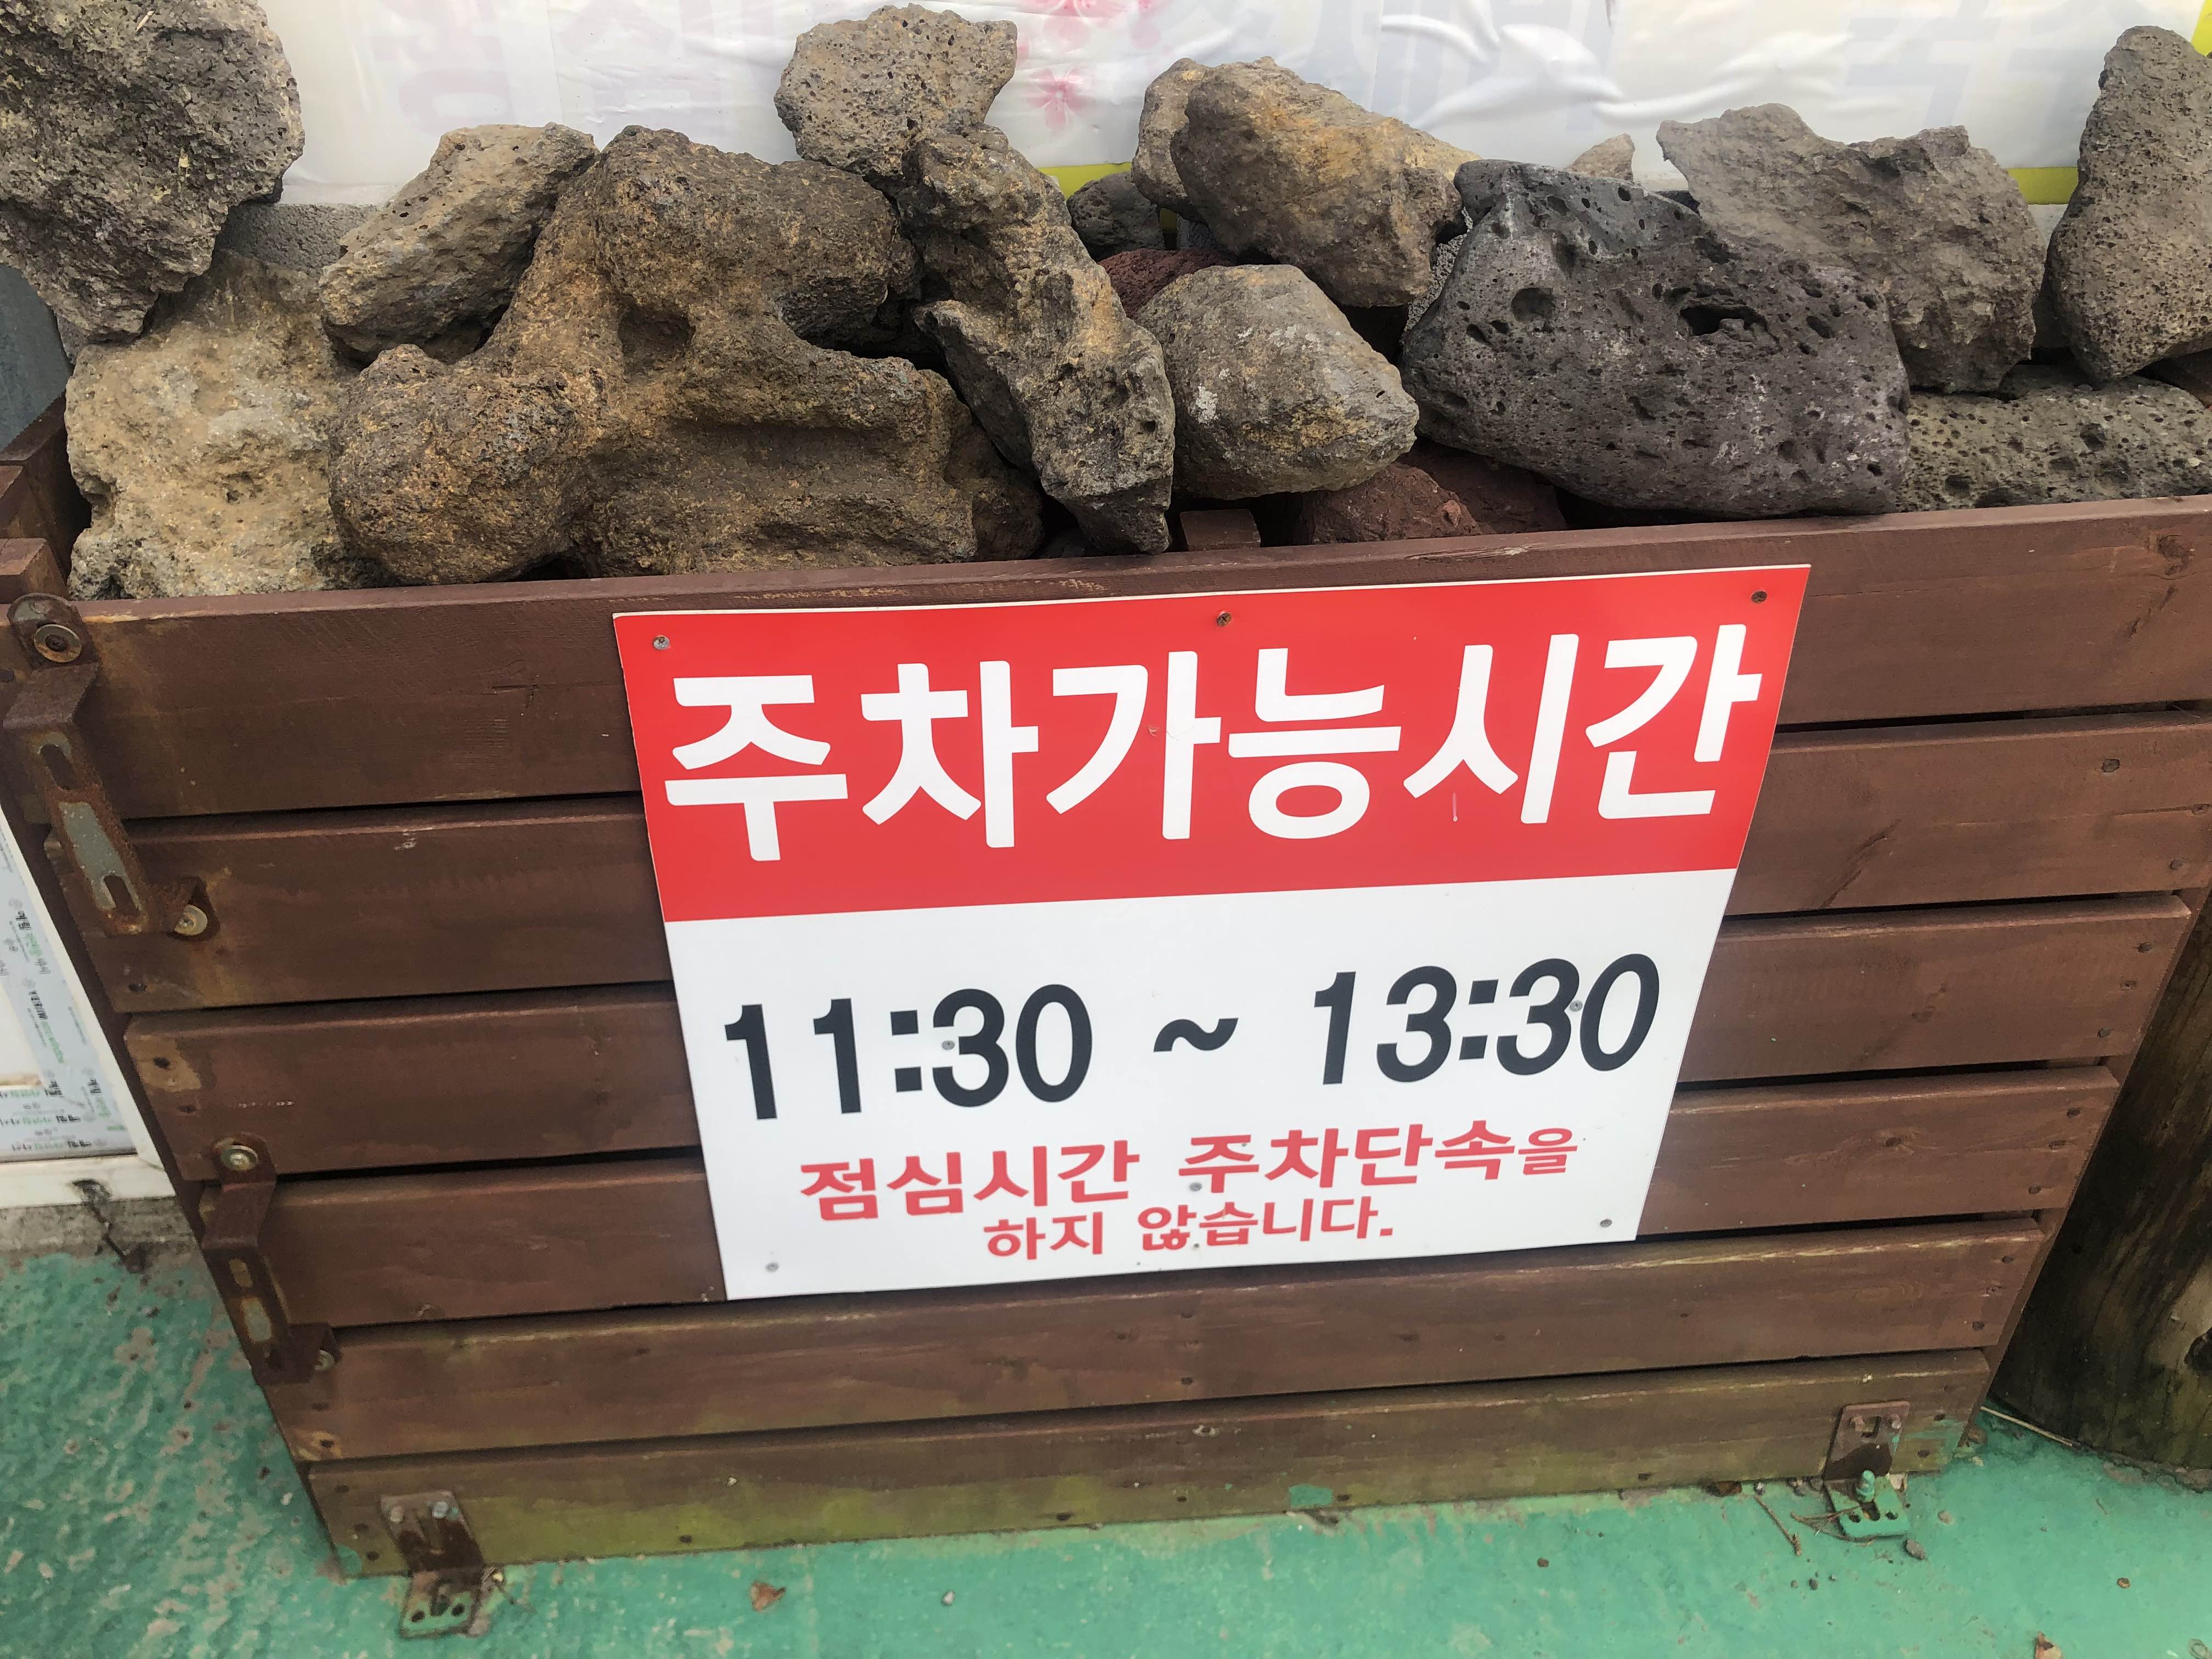 주차가능시간
11:30 ~ 13:30
점심시간 주차단속을
하지 않습니다.